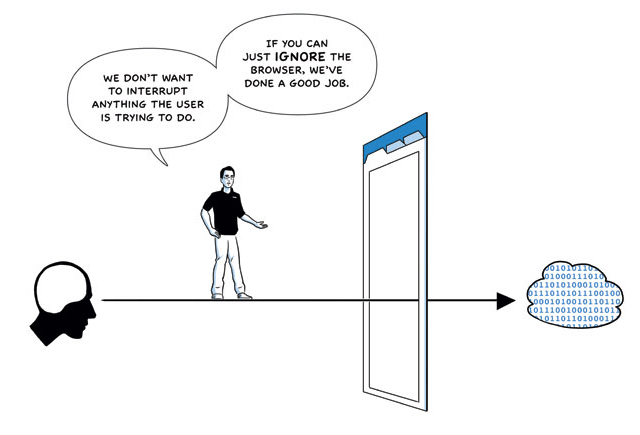 WE DON'T WANT
TO INTERRUPT
ANYTHING THE USER
IS TRYING TO DO.
IF YOU CAN
JUST IGNORE THE
BROWSER, WE'VE
DONE A GOOD JOB.